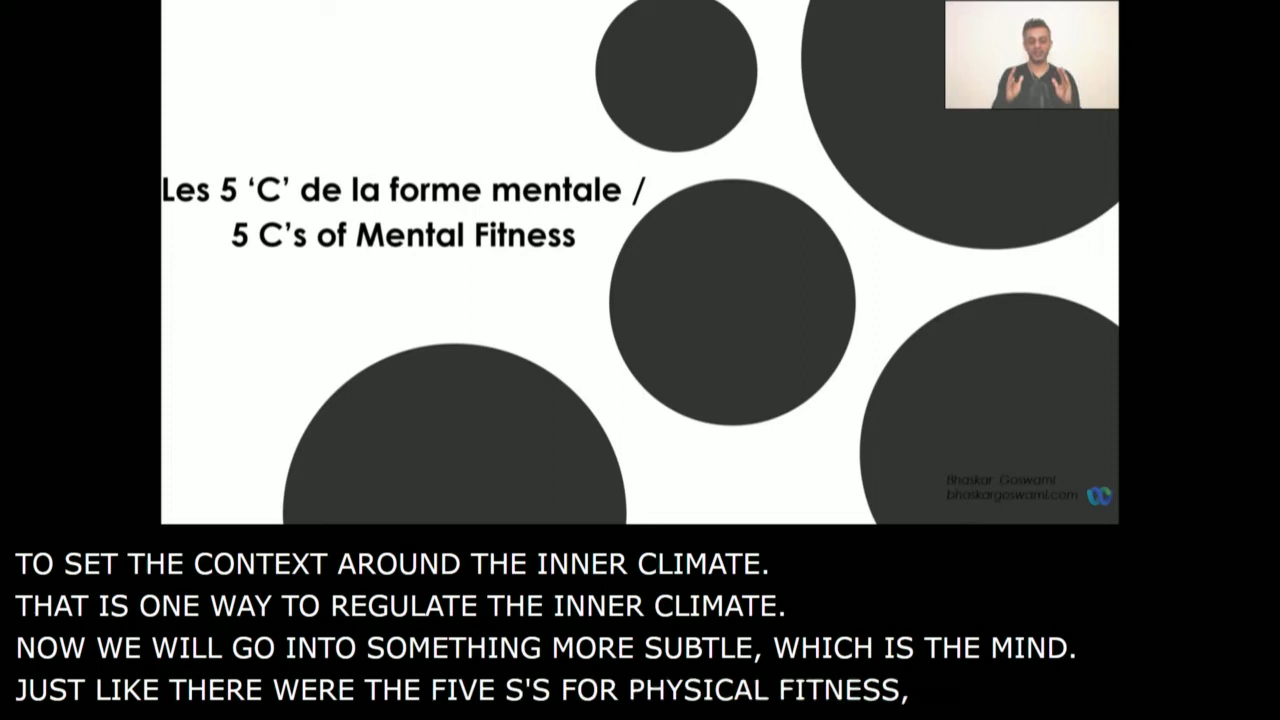 Les 5 ‘C’ de la forme mentale /
5 C’s of Mental Fitness
Bhaskar Goswami
bhaskargoswami.com
TO SET THE CONTEXT AROUND THE INNER CLIMATE.
THAT IS ONE WAY TO REGULATE THE INNER CLIMATE.
NOW WE WILL GO INTO SOMETHING MORE SUBTLE, WHICH IS THE MIND.
JUST LIKE THERE WERE THE FIVE S'S FOR PHYSICAL FITNESS,